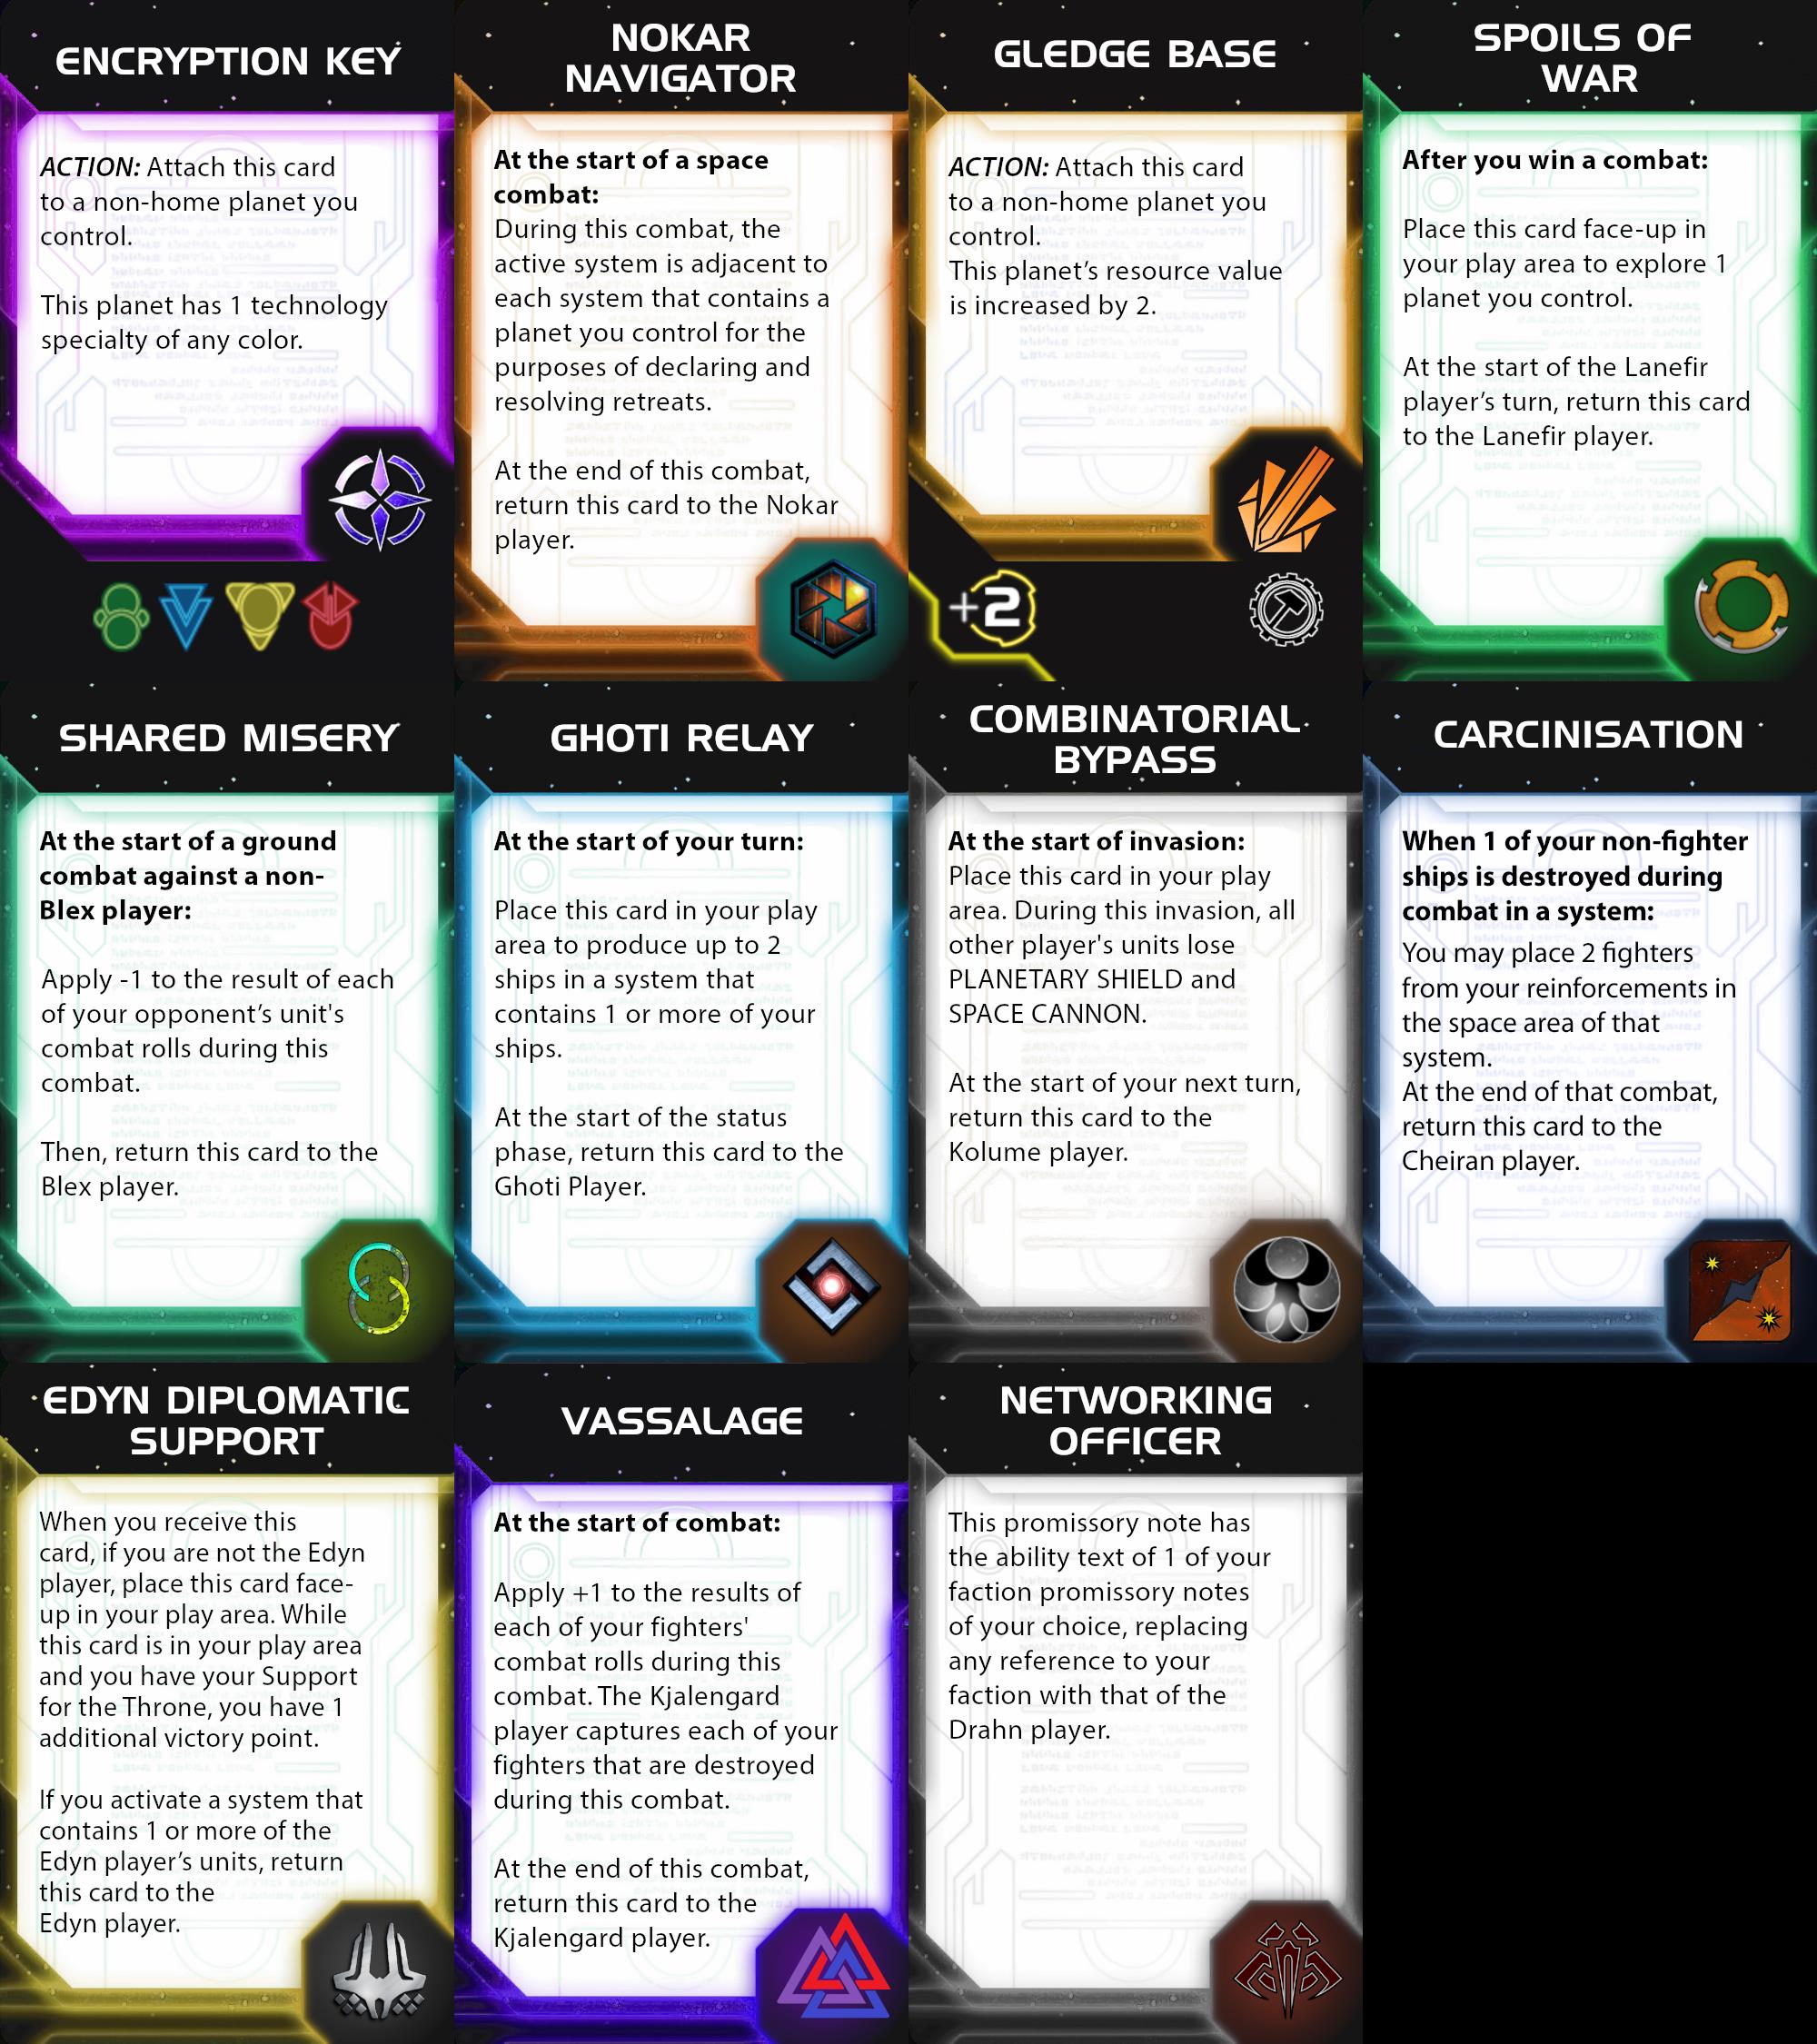 ENCRYPTION KEY
ACTION: Attach this card
to a non-home planet you
control.
This planet has 1 technology
specialty of any color.
NOKAR
NAVIGATOR
At the start of a space
combat:
During this combat, the
active system is adjacent to
each system that contains a
planet you control for the
purposes of declaring and
resolving retreats.
At the end of this combat,
return this card to the Nokar
player.
GLEDGE BASE
ACTION: Attach this card
to a non-home planet you
control.
This planet’s resource value
is increased by 2.
+2
SPOILS OF
WAR
After you win a combat:
Place this card face-up in
your play area to explore 1
planet you control.
At the start of the Lanefir
player’s turn, return this card
to the Lanefir player.
SHARED MISERY
At the start of a ground
combat against a non-
Blex player:
Apply -1 to the result of each
of your opponent’s unit's
combat rolls during this
combat.
Then, return this card to the
Blex player.
GHOTI RELAY
At the start of your turn:
Place this card in your play
area to produce up to 2
ships in a system that
contains 1 or more of your
ships.
At the start of the status
phase, return this card to the
Ghoti Player.
COMBINATORIAL
BYPASS
At the start of invasion:
Place this card in your play
area. During this invasion, all
other player's units lose
PLANETARY SHIELD and
SPACE CANNON.
At the start of your next turn,
return this card to the
Kolume player.
CARCINISATION
When 1 of your non-fighter
ships is destroyed during
combat in a system:
You may place 2 fighters
from your reinforcements in
the space area of that
system.
At the end of that combat,
return this card to the
Cheiran player.
EDYN DIPLOMATIC
SUPPORT
When you receive this
card, if you are not the Edyn
player, place this card face-
up in your play area. While
this card is in your play area
and you have your Support
for the Throne, you have 1
additional victory point.
If you activate a system that
contains 1 or more of the
Edyn player’s units, return
this card to the
Edyn player.
VASSALAGE
At the start of combat:
Apply +1 to the results of
each of your fighters'
combat rolls during this
combat. The Kjalengard
player captures each of your
fighters that are destroyed
during this combat.
At the end of this combat,
return this card to the
Kjalengard player.
NETWORKING
OFFICER
This promissory note has
the ability text of 1 of your
faction promissory notes
of your choice, replacing
any reference to your
faction with that of the
Drahn player.